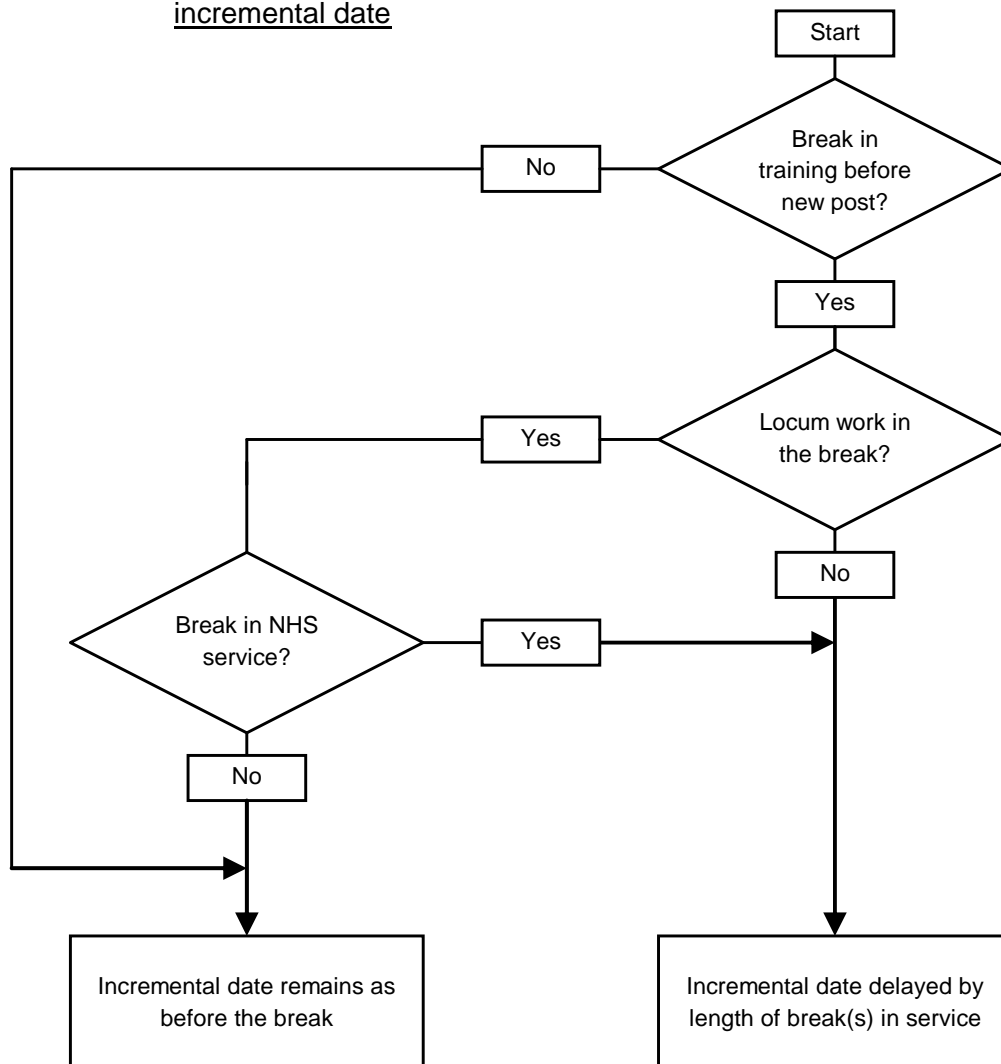 incremental date
Start
Break in
training before
new post?
No
Yes
Locum work in
the break?
Yes
No
Break in NHS
service?
Yes
No
Incremental date remains as
before the break
Incremental date delayed by
length of break(s) in service